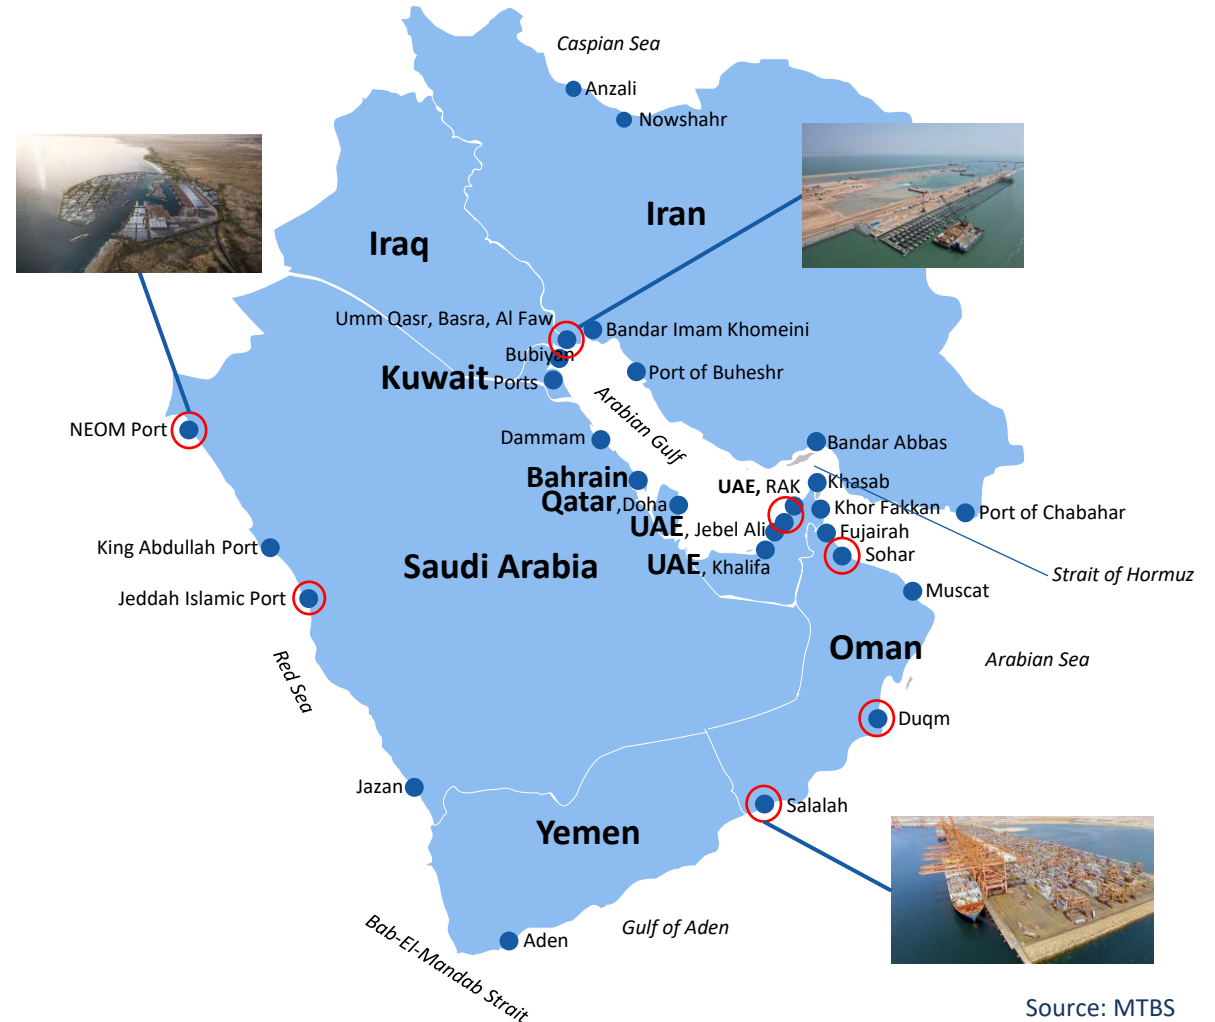 Caspian Sea
Anzali
Nowshahr
Iran
Iraq
Umm Qasr, Basra, Al Faw
Bandar Imam Khomeini
Bubiyan
Kuwait Ports
Port of Buheshr
Arabian Gulf
NEOM Port
Dammam
Bandar Abbas
Bahrain
UAE, RAK
Khasab
Qatar,Doha
Khor Fakkan
Port of Chabahar
UAE, Jebel Ali
Fujairah
King Abdullah Port
Sohar
Saudi Arabia
UAE, Khalifa
Strait of Hormuz
Jeddah Islamic Port
Muscat
Oman
Arabian Sea
Red Sea
Duqm
Jazan
Salalah
Yemen
Gulf of Aden
Aden
Bab-El-Mandab Strait
Source: MTBS